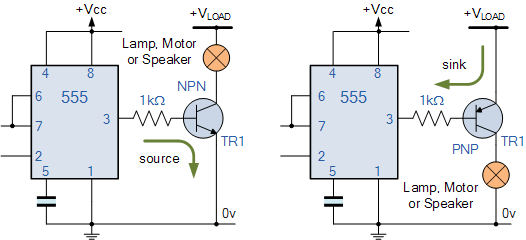 +Vcc
+VLOAD
Lamp, Motor
or Speaker
4
8
NPN
6
555
1kΩ
7
3
TR1
2
source
5
1
0v
+Vcc
+VLOAD
sink
4
8
6
555
1kΩ
7
3
TR1
PNP
2
5
1
Lamp, Motor
or Speaker
0v